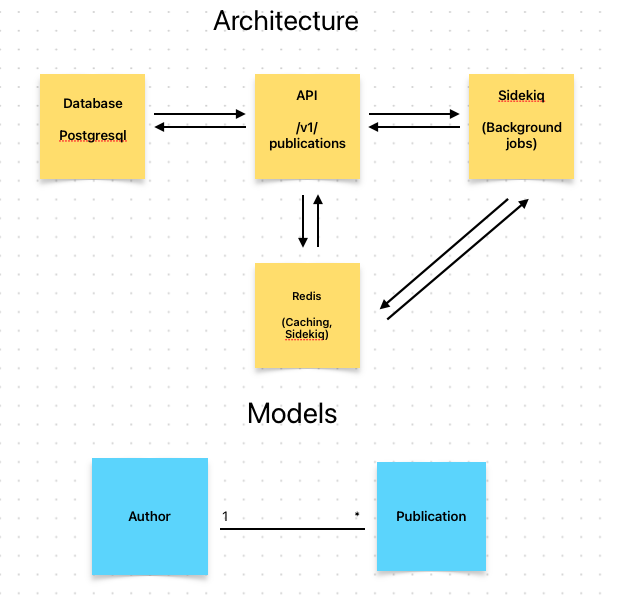 Architecture
Database
Postgresql
API
/v1/
publications
Sidekiq
(Background
jobs)
Redis
(Caching,
Sidekiq)
Models
Author
1
*
Publication